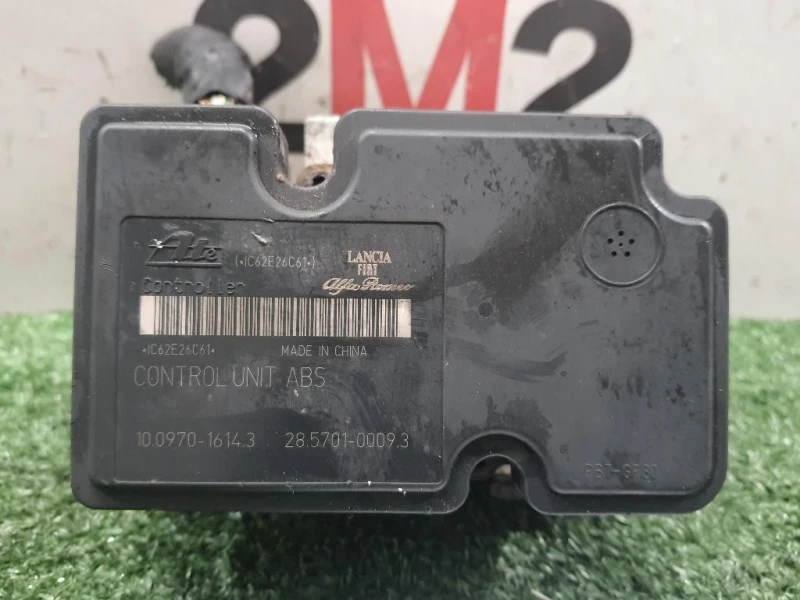 2M2
Ate (*IC62E26C61*)
LANCIA
FIAT
Alfa Romeo
Controller
*IC62E26C61*
MADE IN CHINA
CONTROL UNIT ABS
10.0970-1614.3 28.5701-0009.3